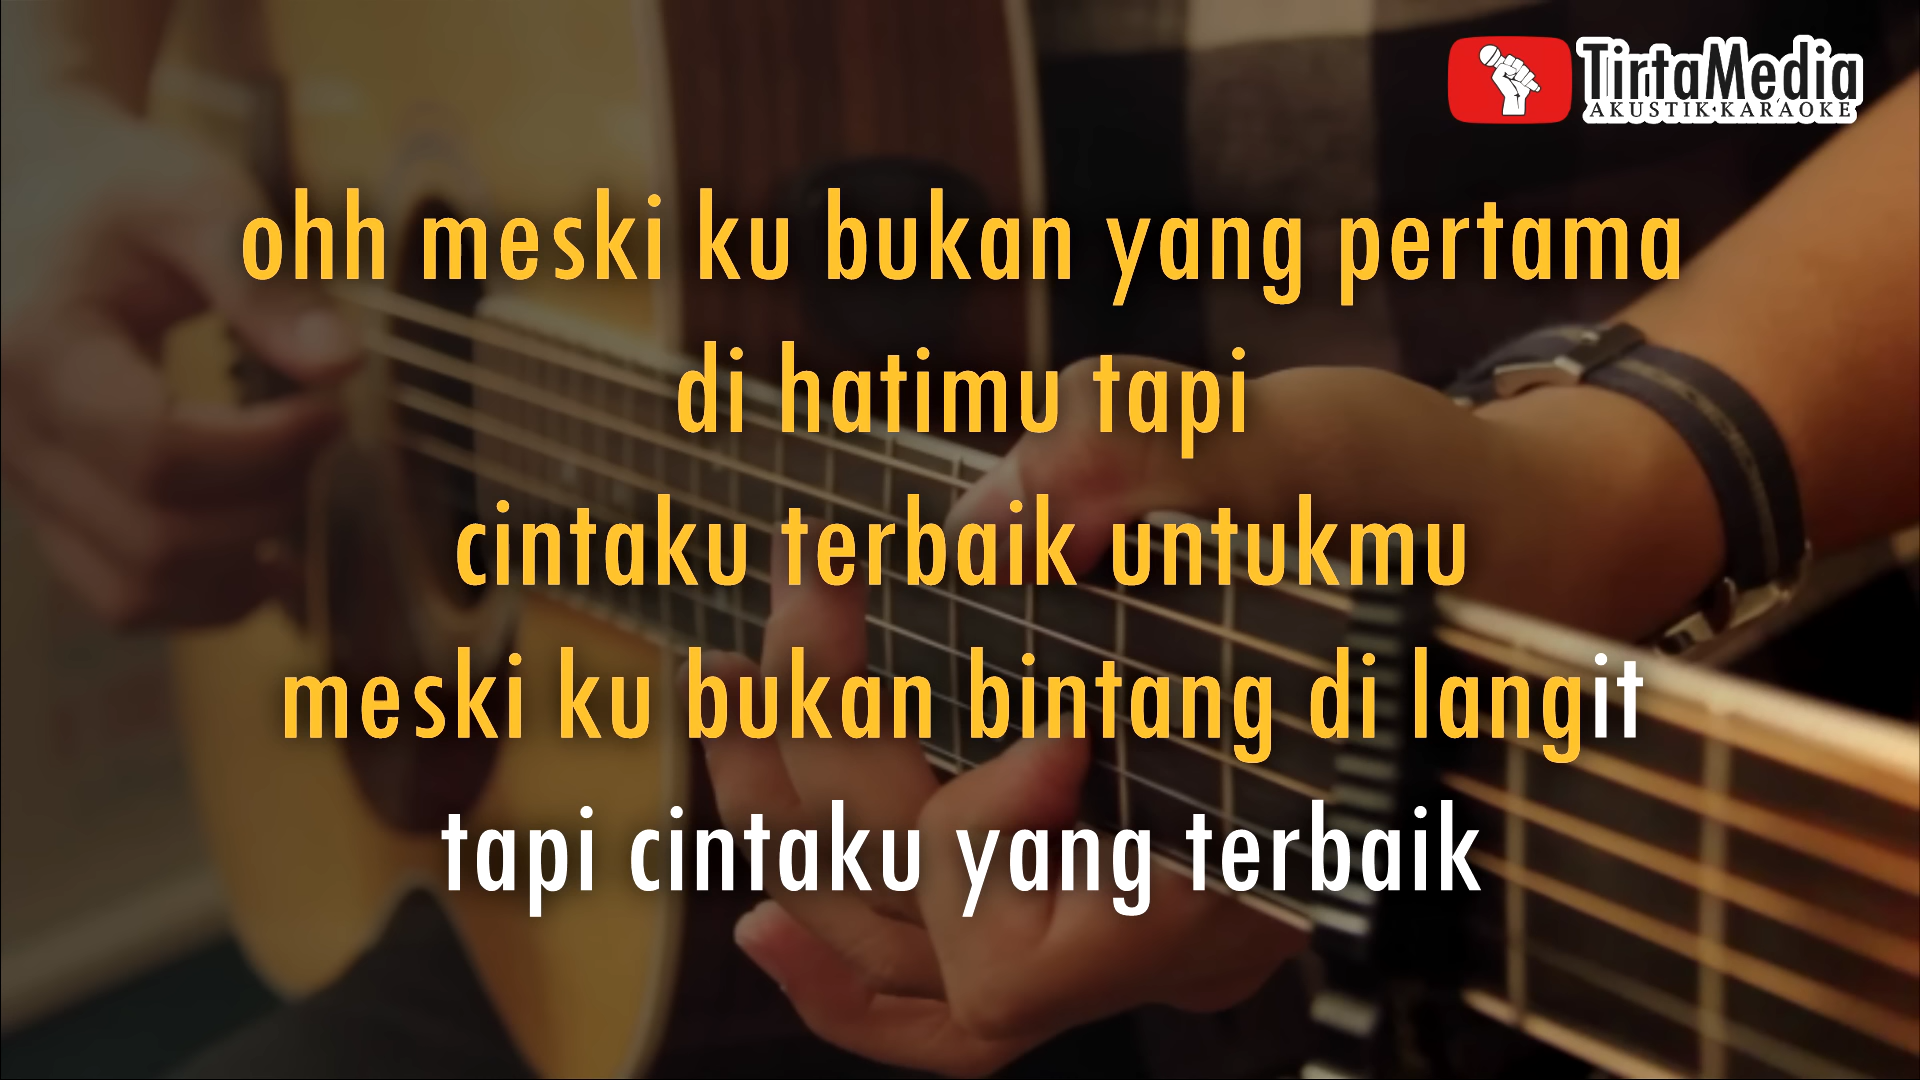 TirtaMedia
AKUSTIK KARAOKE
ohh meski ku bukan yang pertama
di hatimu tapi
cintaku terbaik untukmu
meski ku bukan bintang di langit
tapi cintaku yang terbaik